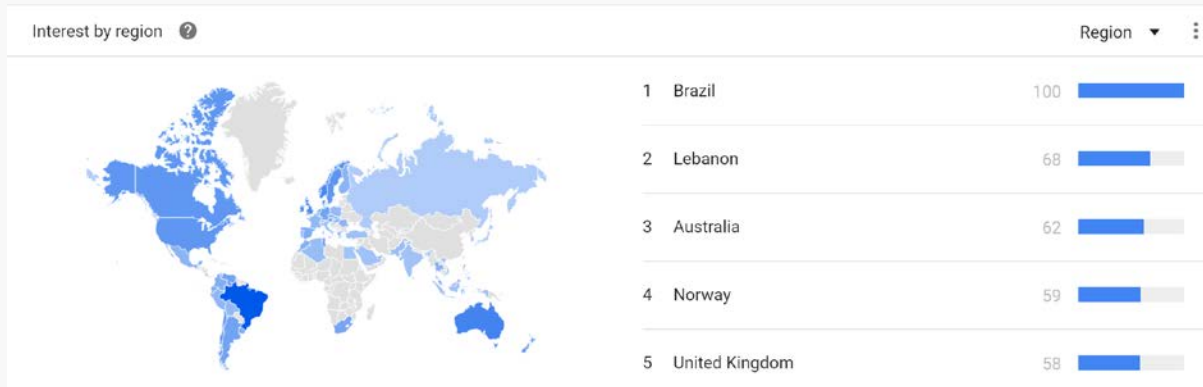 Interest by region ?
Region
1 Brazil 100
2 Lebanon 68
3 Australia 62
4 Norway 59
5 United Kingdom 58